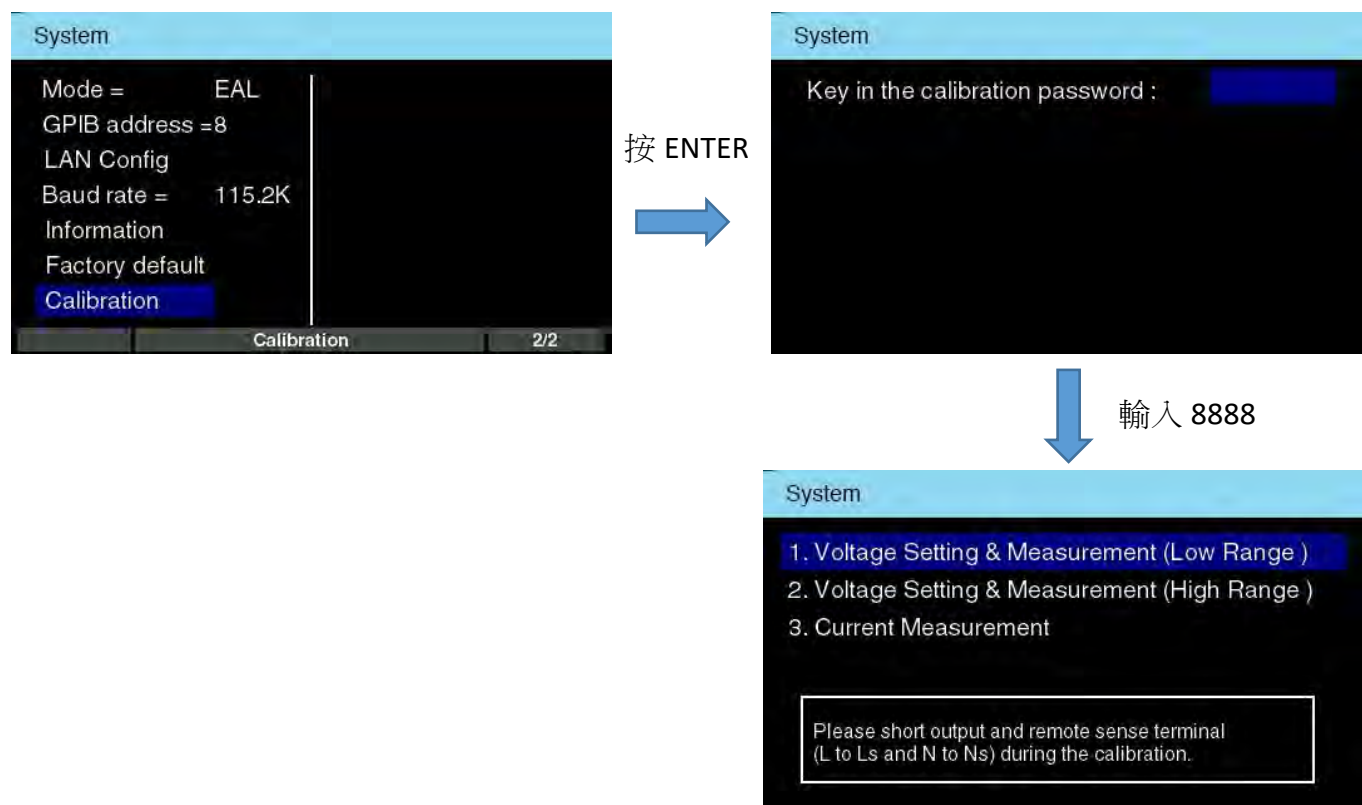 System
Mode = EAL
GPIB address =8
LAN Config
Baud rate = 115.2K
Information
Factory default
Calibration
Calibration 2/2
按 ENTER
System
Key in the calibration password :
輸入 8888
System
1. Voltage Setting & Measurement (Low Range )
2. Voltage Setting & Measurement (High Range )
3. Current Measurement
Please short output and remote sense terminal
(L to Ls and N to Ns) during the calibration.